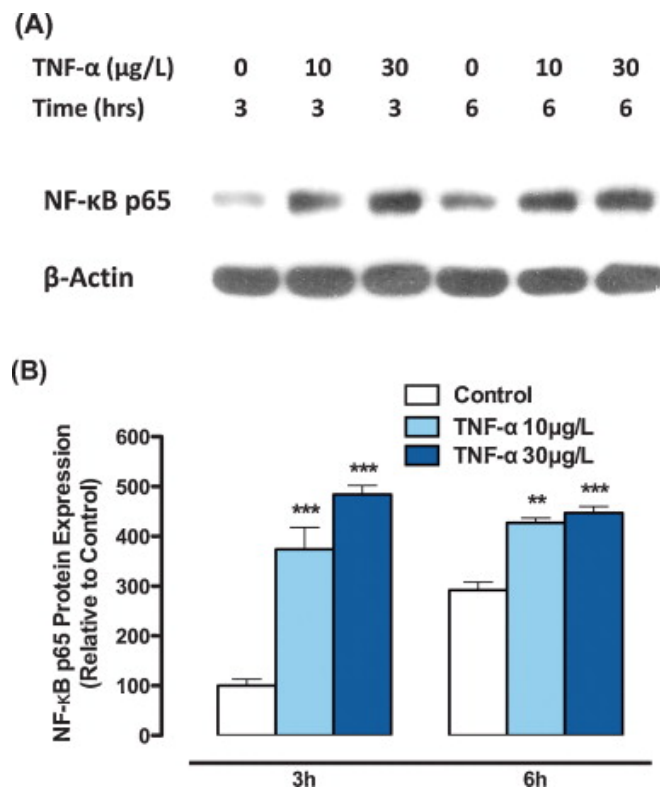 (A)
TNF-α (µg/L) 0 10 30 0 10 30
Time (hrs) 3 3 3 6 6 6
NF-κB p65
β-Actin
(B)
Control
TNF-α 10µg/L
TNF-α 30µg/L
NF-κB p65 Protein Expression
(Relative to Control)
600
500
400
300
200
100
0
*** *** ** ***
3h 6h